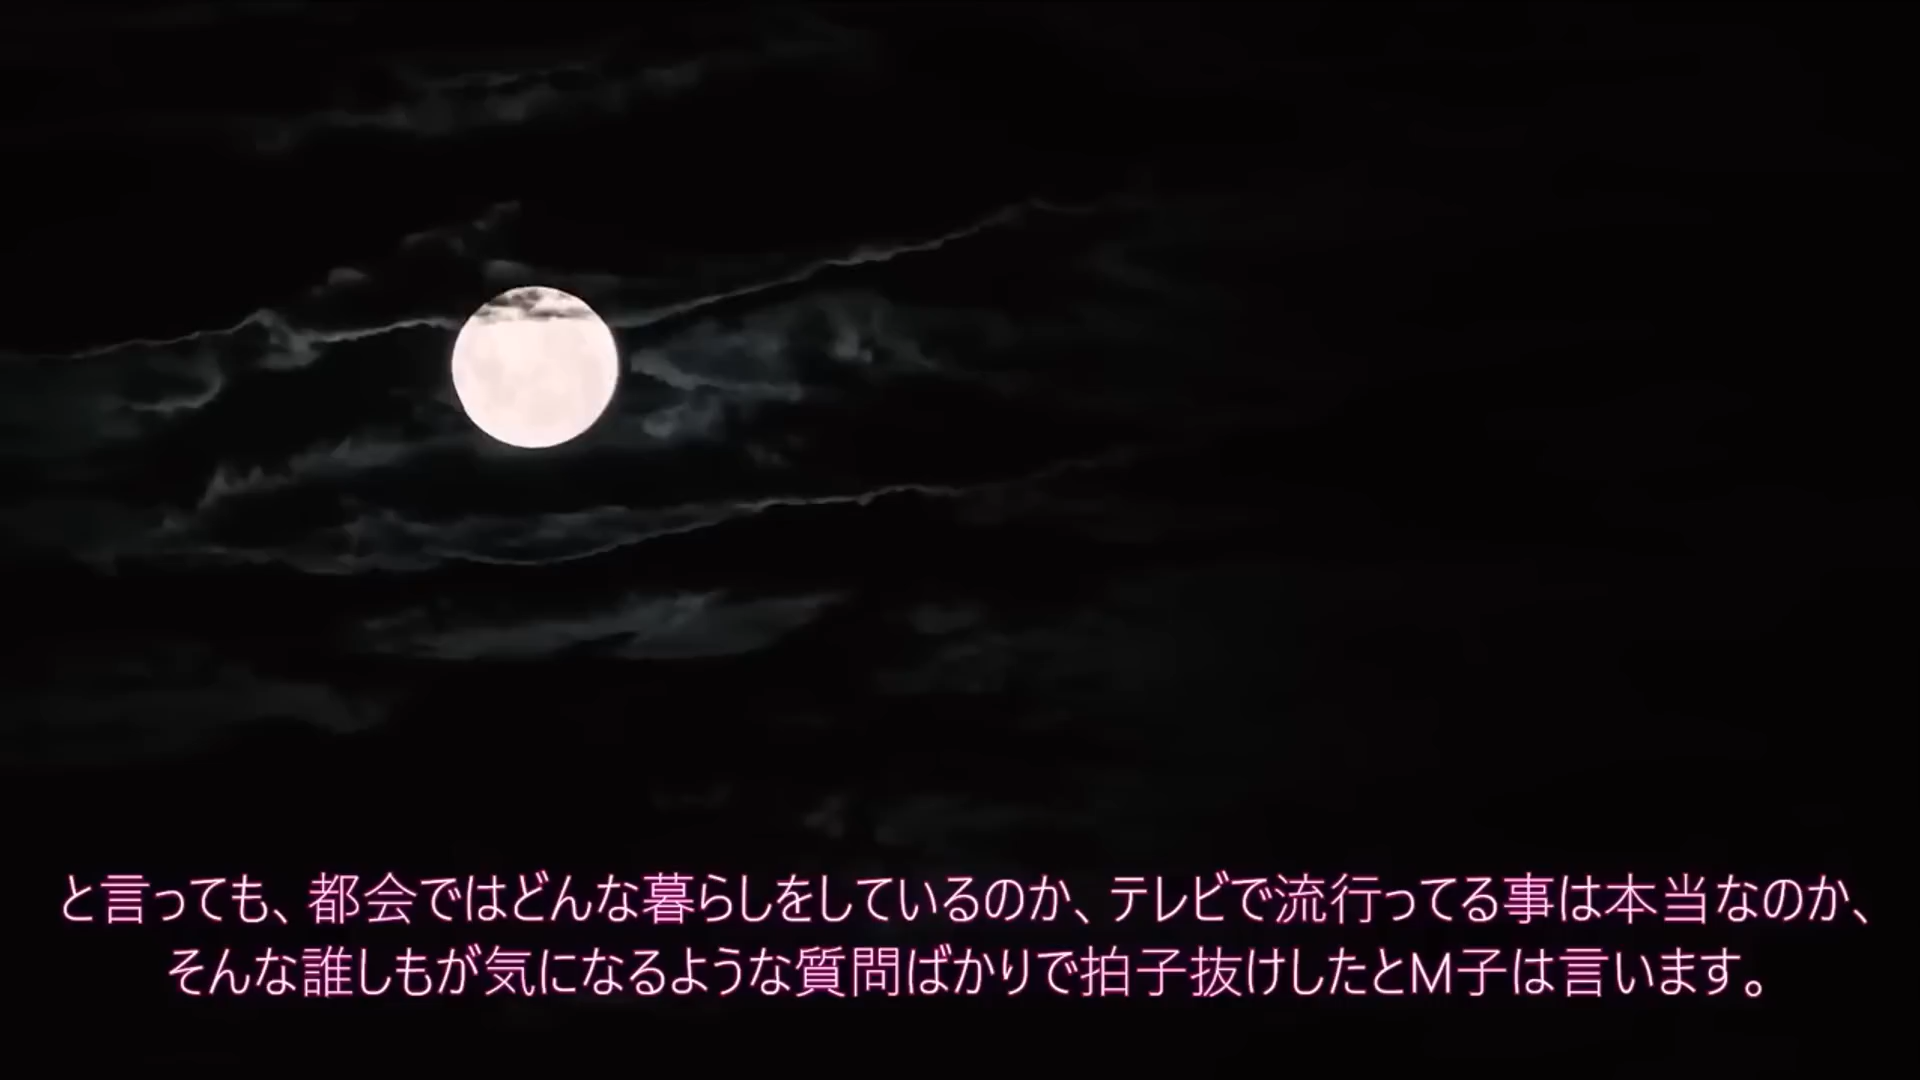 と言っても、都会ではどんな暮らしをしているのか、テレビで流行ってる事は本当なのか、
そんな誰しもが気になるような質問ばかりで拍子抜けしたとM子は言います。